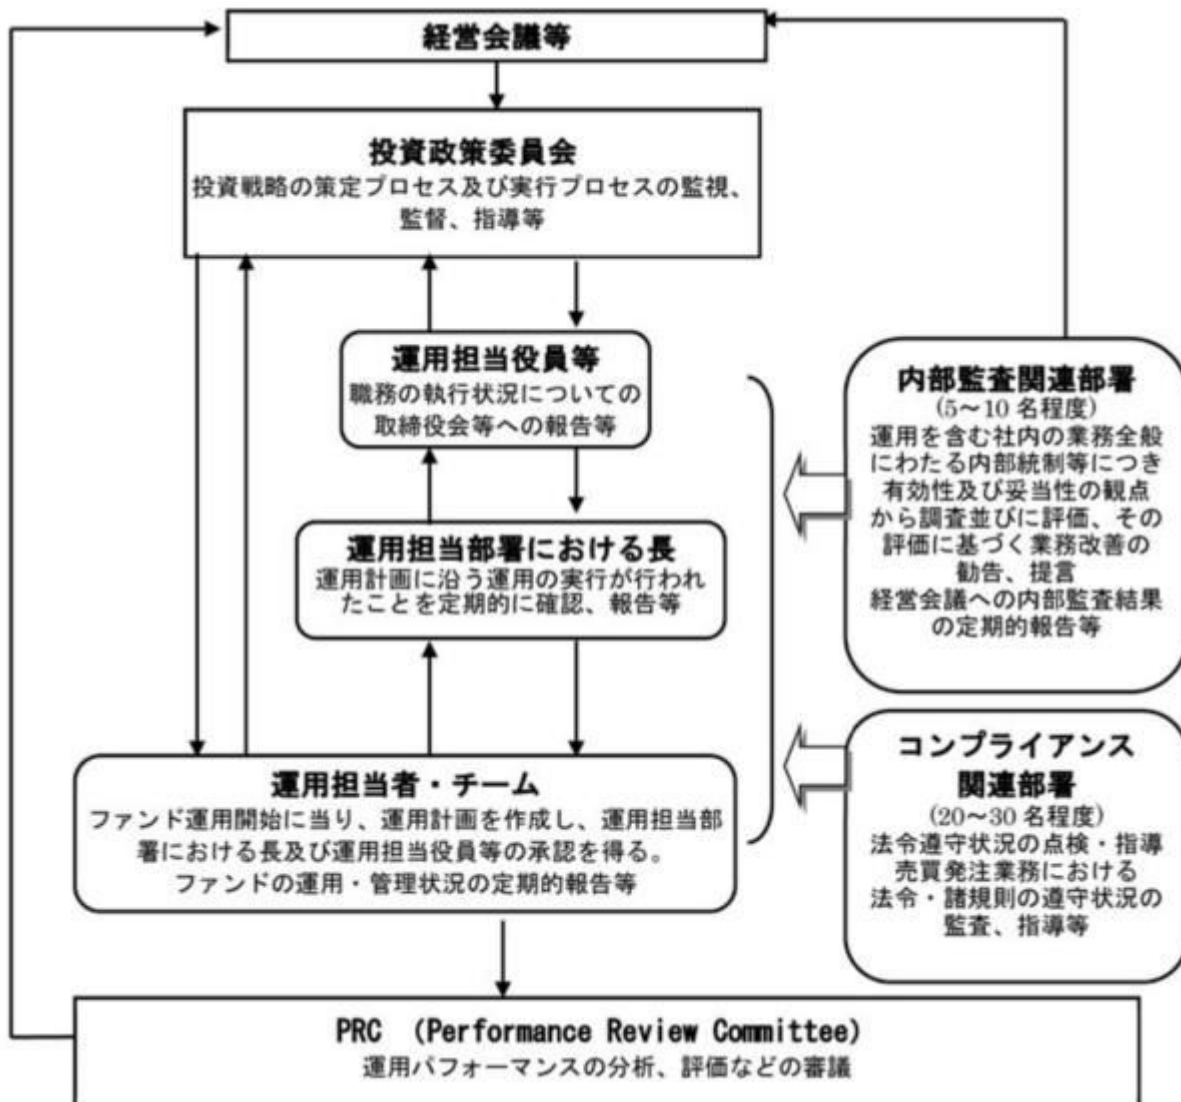 経営会議等
投資政策委員会
投資戦略の策定プロセス及び実行プロセスの監視、
監督、指導等
運用担当役員等
職務の執行状況についての
取締役会等への報告等
運用担当部署における長
運用計画に沿う運用の実行が行われ
たことを定期的に確認、報告等
運用担当者・チーム
ファンド運用開始に当り、運用計画を作成し、運用担当部
署における長及び運用担当役員等の承認を得る。
ファンドの運用・管理状況の定期的報告等
内部監査関連部署
(5～10 名程度)
運用を含む社内の業務全般
にわたる内部統制等につき
有効性及び妥当性の観点
から調査並びに評価、その
評価に基づく業務改善の
勧告、提言
経営会議への内部監査結果
の定期的報告等
コンプライアンス
関連部署
(20～30 名程度)
法令遵守状況の点検・指導
売買発注業務における
法令・諸規則の遵守状況の
監査、指導等
PRC （Performance Review Committee）
運用パフォーマンスの分析、評価などの審議